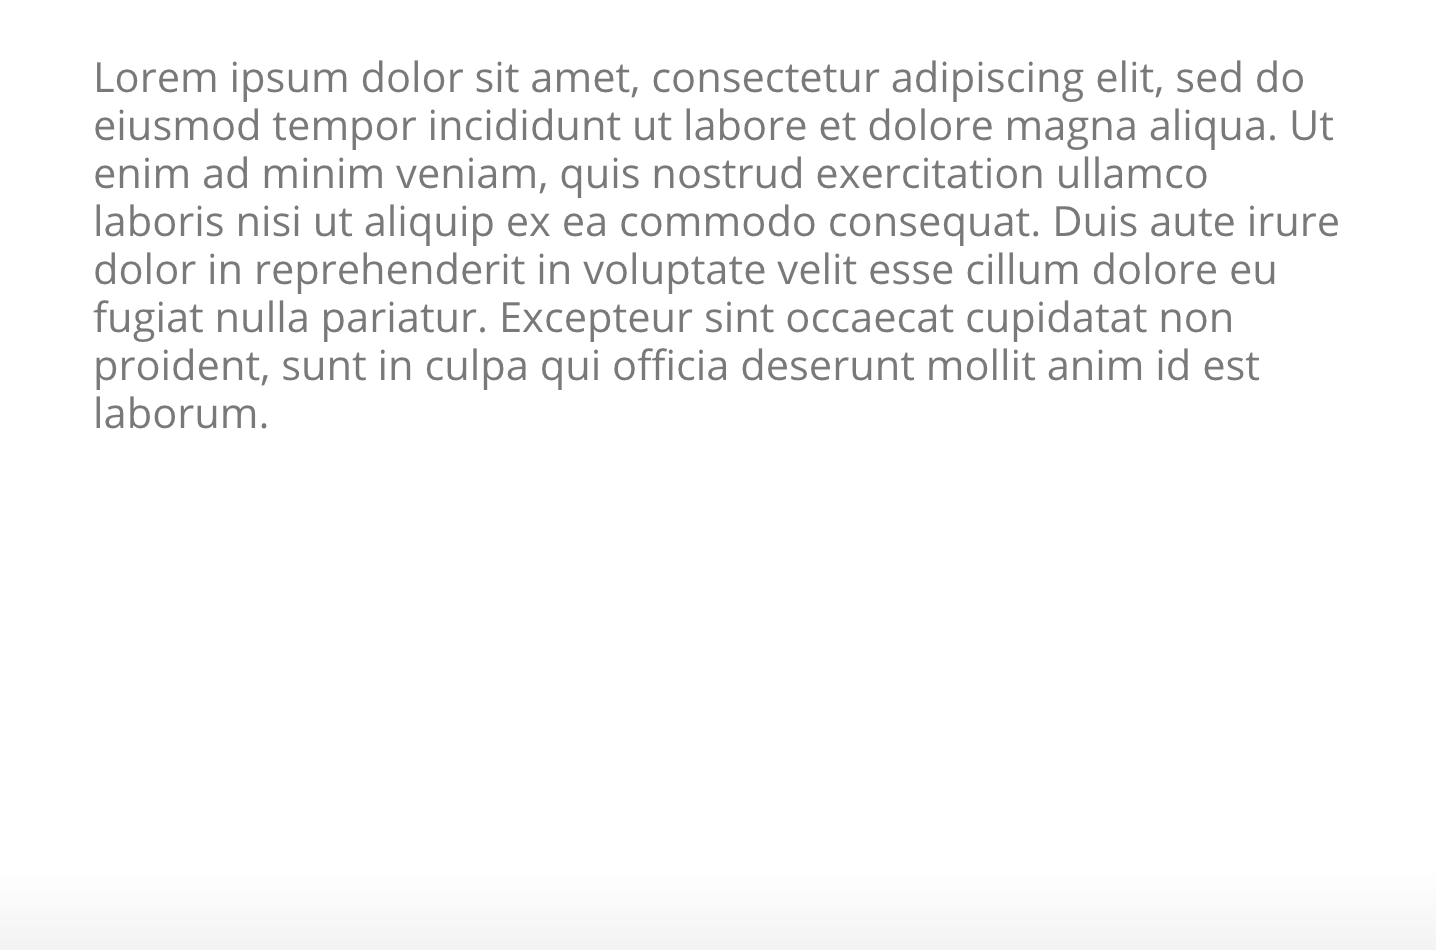 Lorem ipsum dolor sit amet, consectetur adipiscing elit, sed do
eiusmod tempor incididunt ut labore et dolore magna aliqua. Ut
enim ad minim veniam, quis nostrud exercitation ullamco
laboris nisi ut aliquip ex ea commodo consequat. Duis aute irure
dolor in reprehenderit in voluptate velit esse cillum dolore eu
fugiat nulla pariatur. Excepteur sint occaecat cupidatat non
proident, sunt in culpa qui officia deserunt mollit anim id est
laborum.